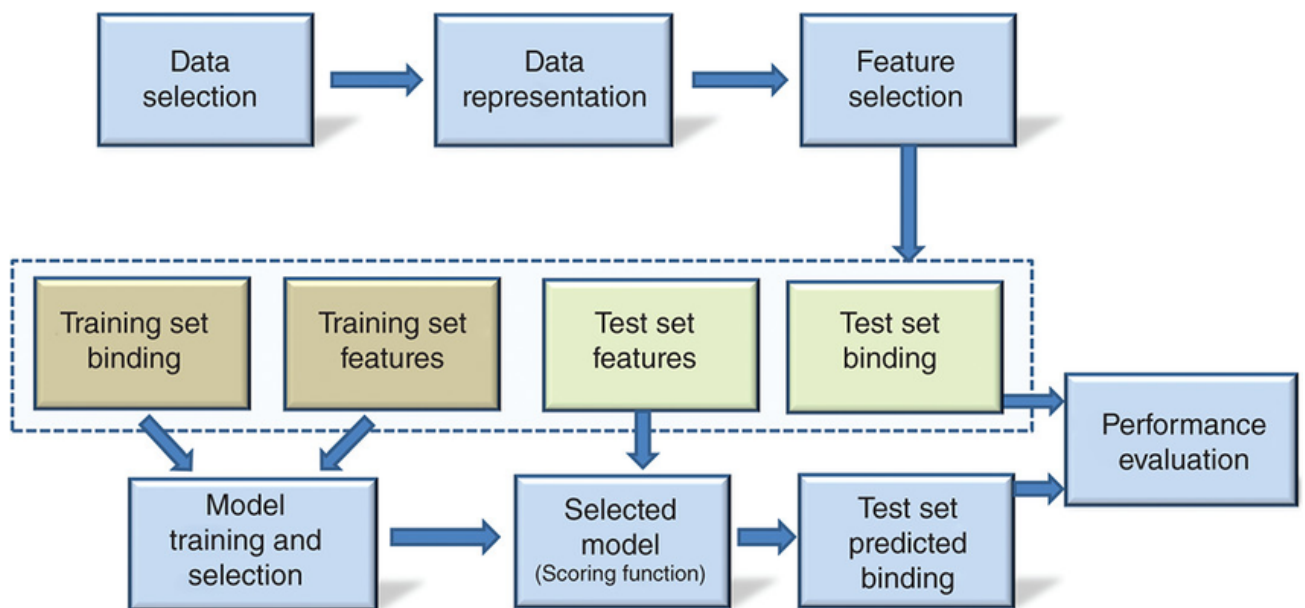 Data
selection
Data
representation
Feature
selection
Training set
binding
Training set
features
Test set
features
Test set
binding
Performance
evaluation
Model
training and
selection
Selected
model
(Scoring function)
Test set
predicted
binding